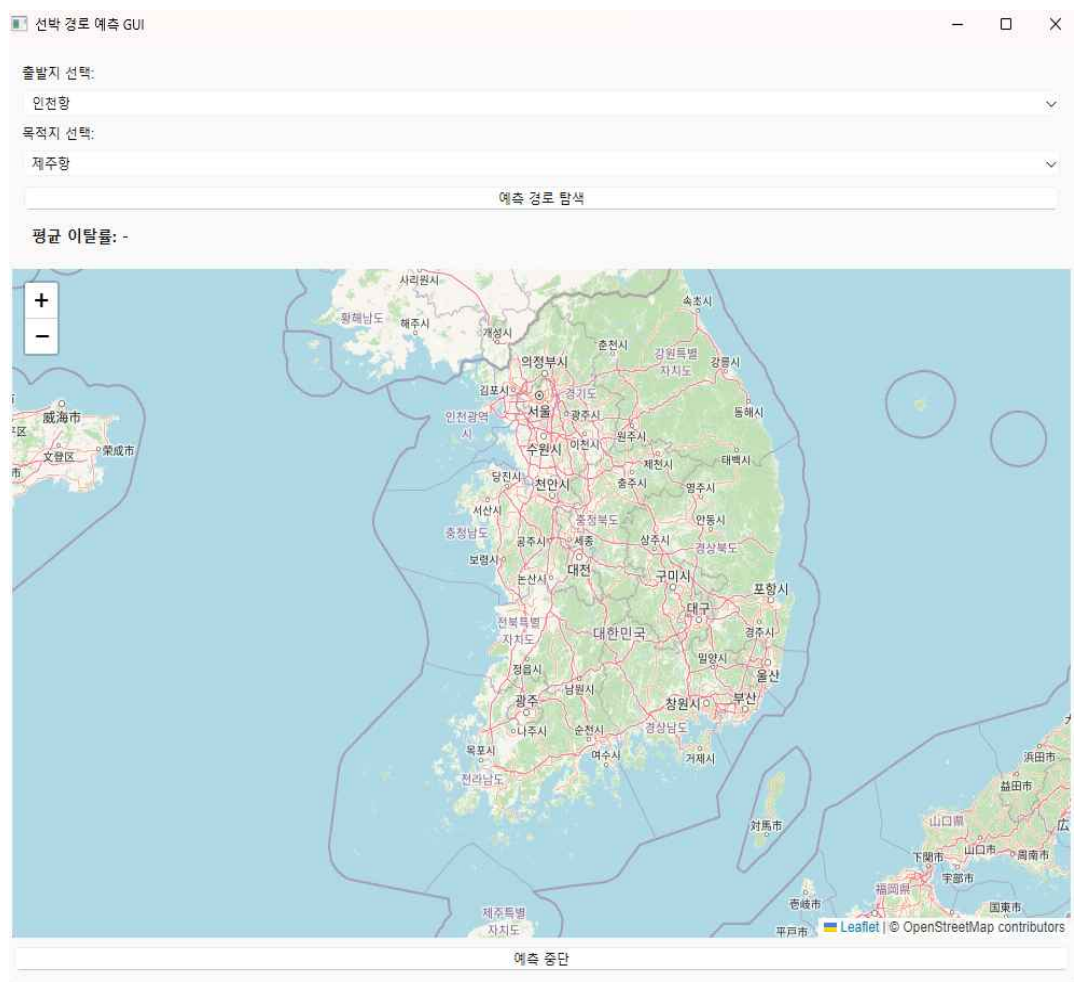 선박 경로 예측 GUI
출발지 선택:
인천항
목적지 선택:
제주항
예측 경로 탐색
평균 이탈률: -
+
−
사리원시
속초시
황해남도
해주시
개성시
춘천시
강원특별
자치도
강릉시
의정부시
김포시
경기도
서울
광주시
동해시
인천광역
시
수원시
이천시
원주시
威海市
文登区
荣成市
제천시
태백시
당진시
천안시
충주시
영주시
서산시
충청북도
안동시
충청남도
공주시
세종
상주시
경상북도
보령시
논산시
대전
구미시
포항시
전북특별
자치도
대한민국
대구
경주시
정읍시
밀양시
울산
남원시
광주
창원시
부산
나주시
순천시
경상남도
목포시
여수시
거제시
전라남도
浜田市
益田市
対馬市
山口県
広
下関市
山口市
周南市
宇部市
福岡県
壱岐市
国東市
제주특별
자치도
平戸市
Leaflet | © OpenStreetMap contributors
예측 중단